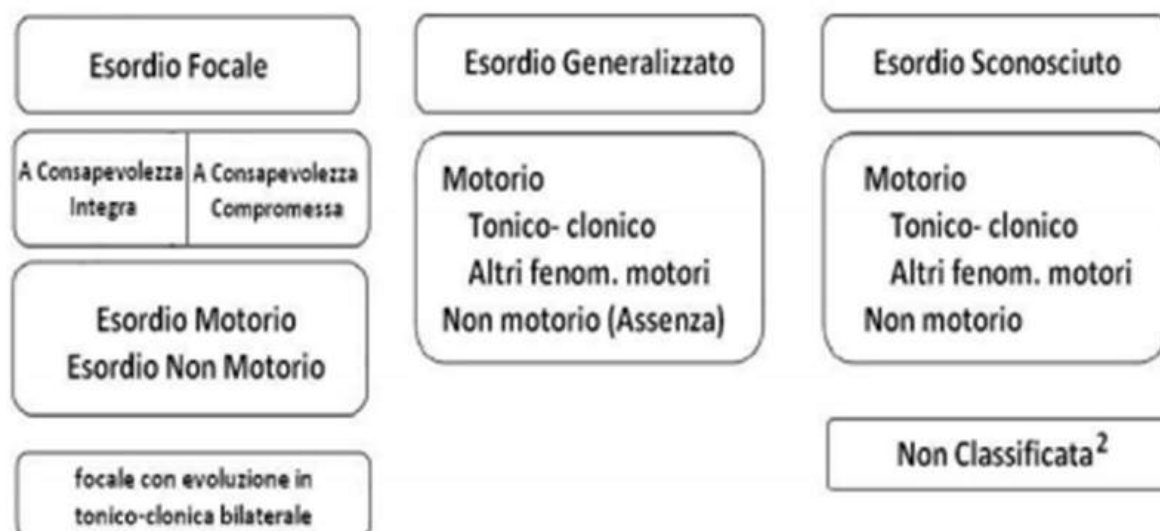 Esordio Focale
A Consapevolezza
Integra
A Consapevolezza
Compromessa
Esordio Motorio
Esordio Non Motorio
focale con evoluzione in
tonico-clonica bilaterale
Esordio Generalizzato
Motorio
Tonico- clonico
Altri fenom. motori
Non motorio (Assenza)
Esordio Sconosciuto
Motorio
Tonico- clonico
Altri fenom. motori
Non motorio
Non Classificata²